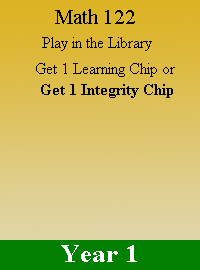 Math 122
Play in the Library
Get 1 Learning Chip or
Get 1 Integrity Chip
Year 1